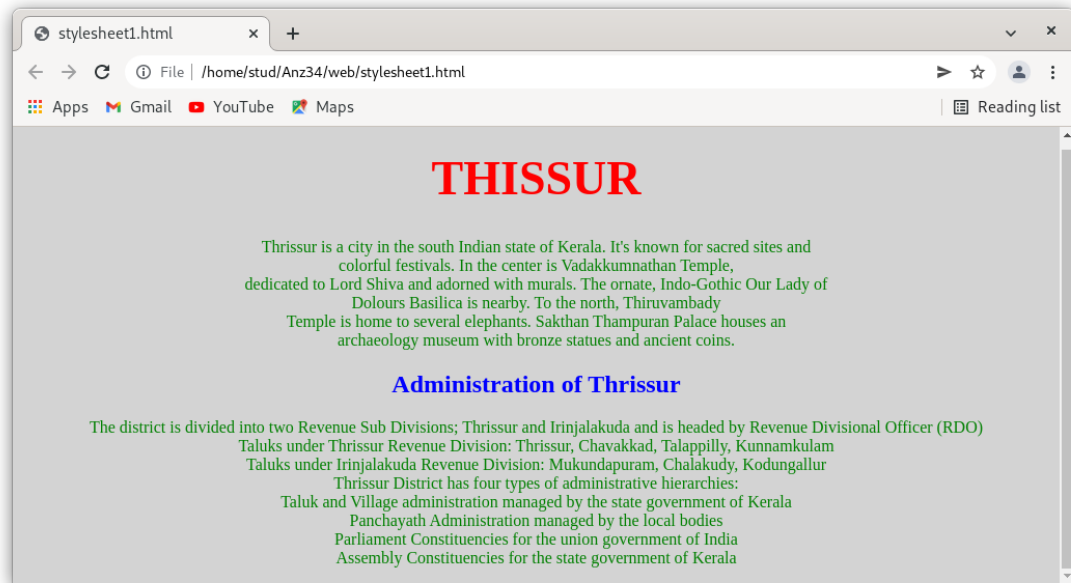 stylesheet1.html
File | /home/stud/Anz34/web/stylesheet1.html
Apps Gmail YouTube Maps Reading list
THISSUR
Thrissur is a city in the south Indian state of Kerala. It's known for sacred sites and
colorful festivals. In the center is Vadakkumnathan Temple,
dedicated to Lord Shiva and adorned with murals. The ornate, Indo-Gothic Our Lady of
Dolours Basilica is nearby. To the north, Thiruvambady
Temple is home to several elephants. Sakthan Thampuran Palace houses an
archaeology museum with bronze statues and ancient coins.
Administration of Thrissur
The district is divided into two Revenue Sub Divisions; Thrissur and Irinjalakuda and is headed by Revenue Divisional Officer (RDO)
Taluks under Thrissur Revenue Division: Thrissur, Chavakkad, Talappilly, Kunnamkulam
Taluks under Irinjalakuda Revenue Division: Mukundapuram, Chalakudy, Kodungallur
Thrissur District has four types of administrative hierarchies:
Taluk and Village administration managed by the state government of Kerala
Panchayath Administration managed by the local bodies
Parliament Constituencies for the union government of India
Assembly Constituencies for the state government of Kerala